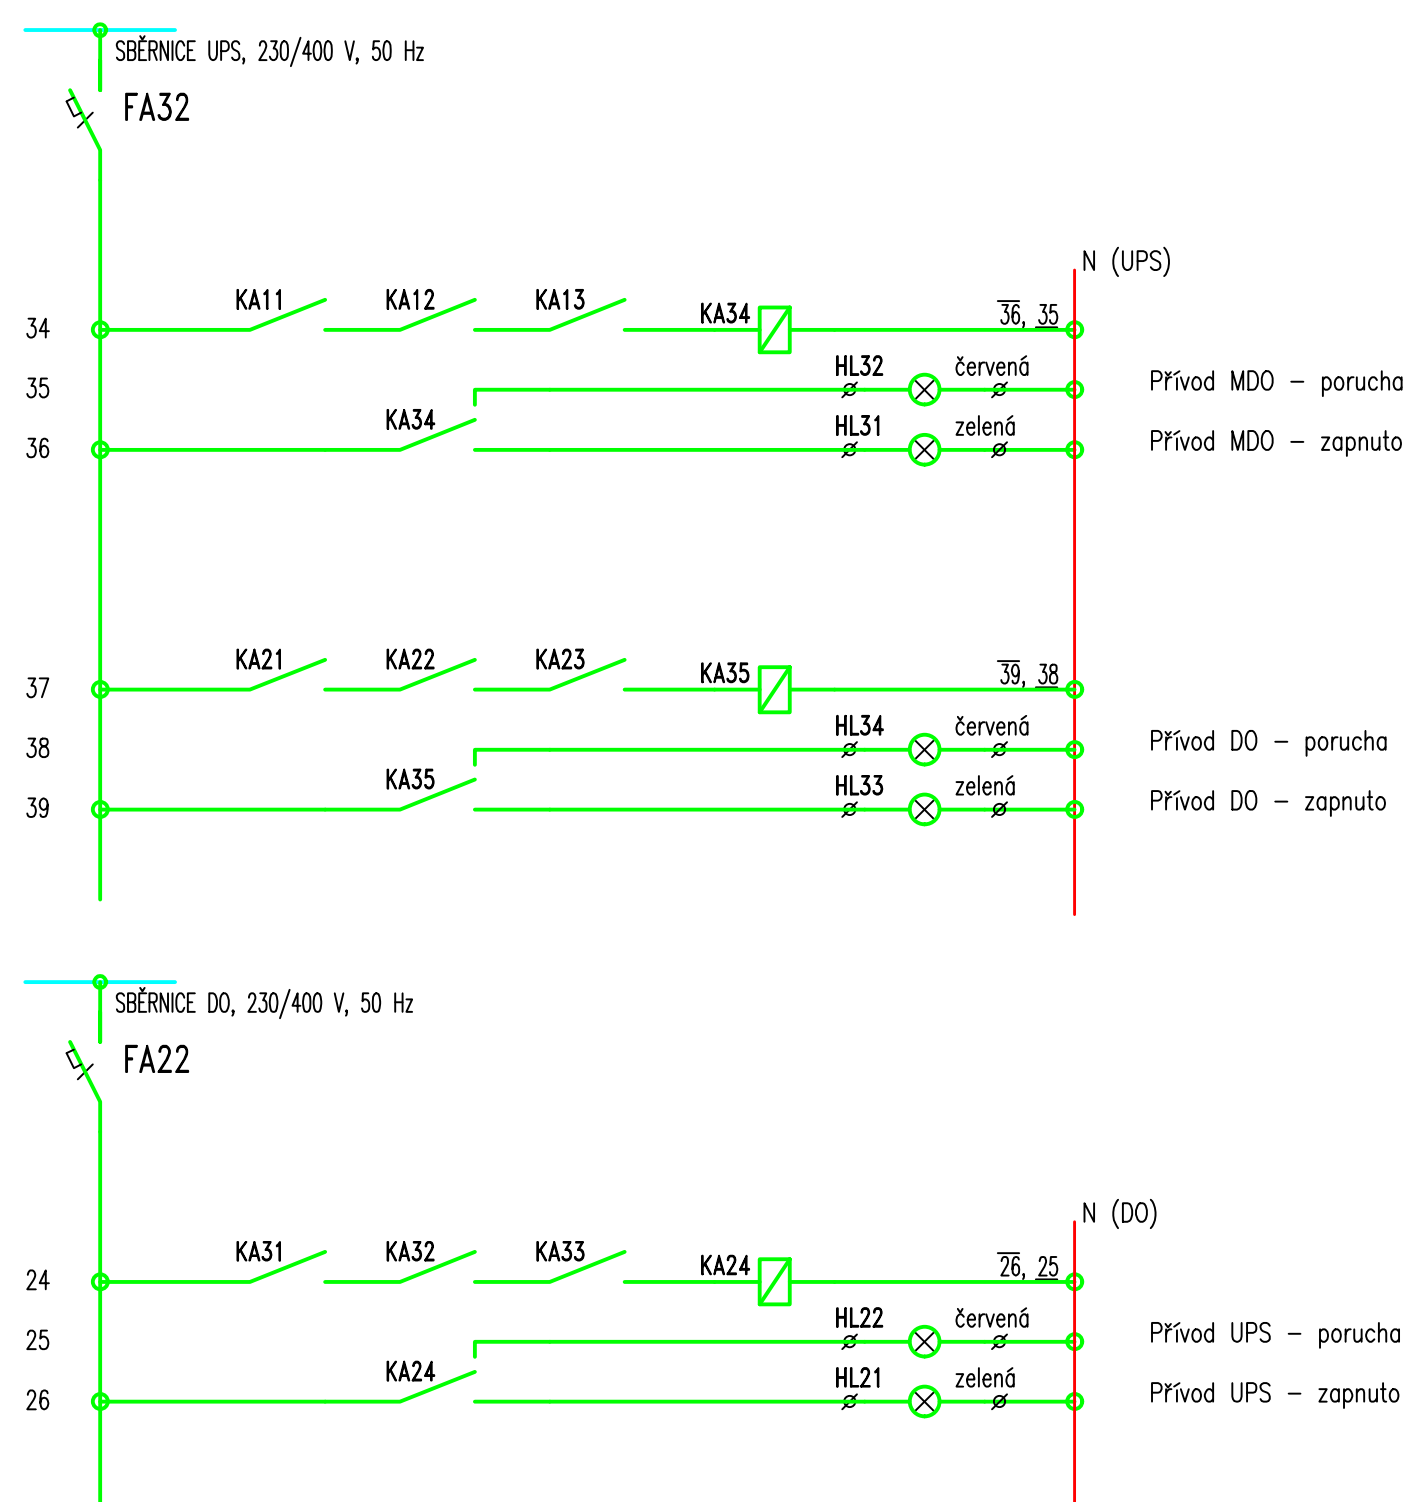 SBĚRNICE UPS, 230/400 V, 50 Hz
FA32
N (UPS)
34 KA11 KA12 KA13 KA34 36, 35
35 HL32 červená Přívod MDO – porucha
36 KA34 HL31 zelená Přívod MDO – zapnuto
37 KA21 KA22 KA23 KA35 39, 38
38 HL34 červená Přívod DO – porucha
39 KA35 HL33 zelená Přívod DO – zapnuto
SBĚRNICE DO, 230/400 V, 50 Hz
FA22
N (DO)
24 KA31 KA32 KA33 KA24 26, 25
25 HL22 červená Přívod UPS – porucha
26 KA24 HL21 zelená Přívod UPS – zapnuto